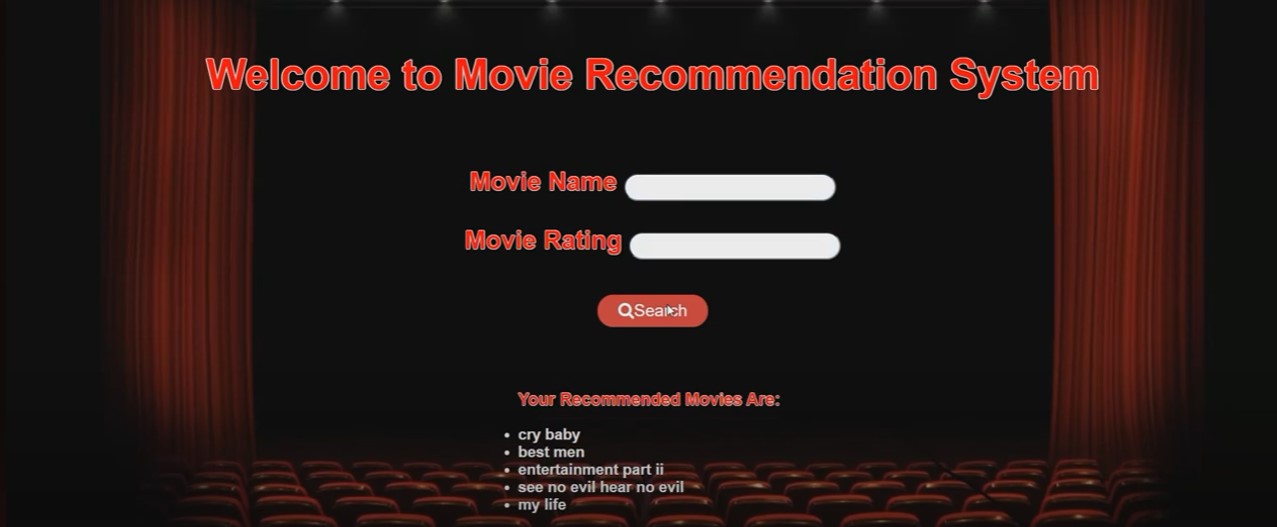 Welcome to Movie Recommendation System
Movie Name
Movie Rating
Search
Your Recommended Movies Are:
cry baby
best men
entertainment part ii
see no evil hear no evil
my life